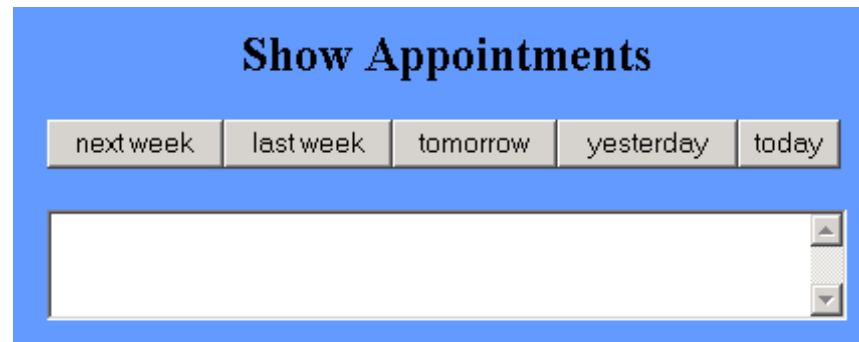 Show Appointments
next week last week tomorrow yesterday today